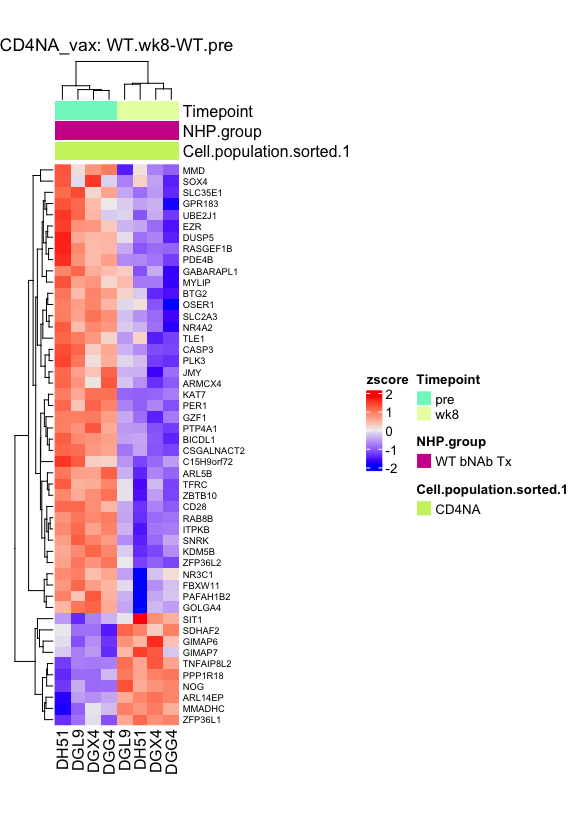 CD4NA_vax: WT.wk8-WT.pre
Timepoint
NHP.group
Cell.population.sorted.1
MMD
SOX4
SLC35E1
GPR183
UBE2J1
EZR
DUSP5
RASGEF1B
PDE4B
GABARAPL1
MYLIP
BTG2
OSER1
SLC2A3
NR4A2
TLE1
CASP3
PLK3
JMY
ARMCX4
KAT7
PER1
GZF1
PTP4A1
BICDL1
CSGALNACT2
C15H9orf72
ARL5B
TFRC
ZBTB10
CD28
RAB8B
ITPKB
SNRK
KDM5B
ZFP36L2
NR3C1
FBXW11
PAFAH1B2
GOLGA4
SIT1
SDHAF2
GIMAP6
GIMAP7
TNFAIP8L2
PPP1R18
NOG
ARL14EP
MMADHC
ZFP36L1
DH51
DGL9
DGX4
DGG4
DGL9
DH51
DGX4
DGG4
zscore
2
1
0
-1
-2
Timepoint
pre
wk8
NHP.group
WT bNAb Tx
Cell.population.sorted.1
CD4NA